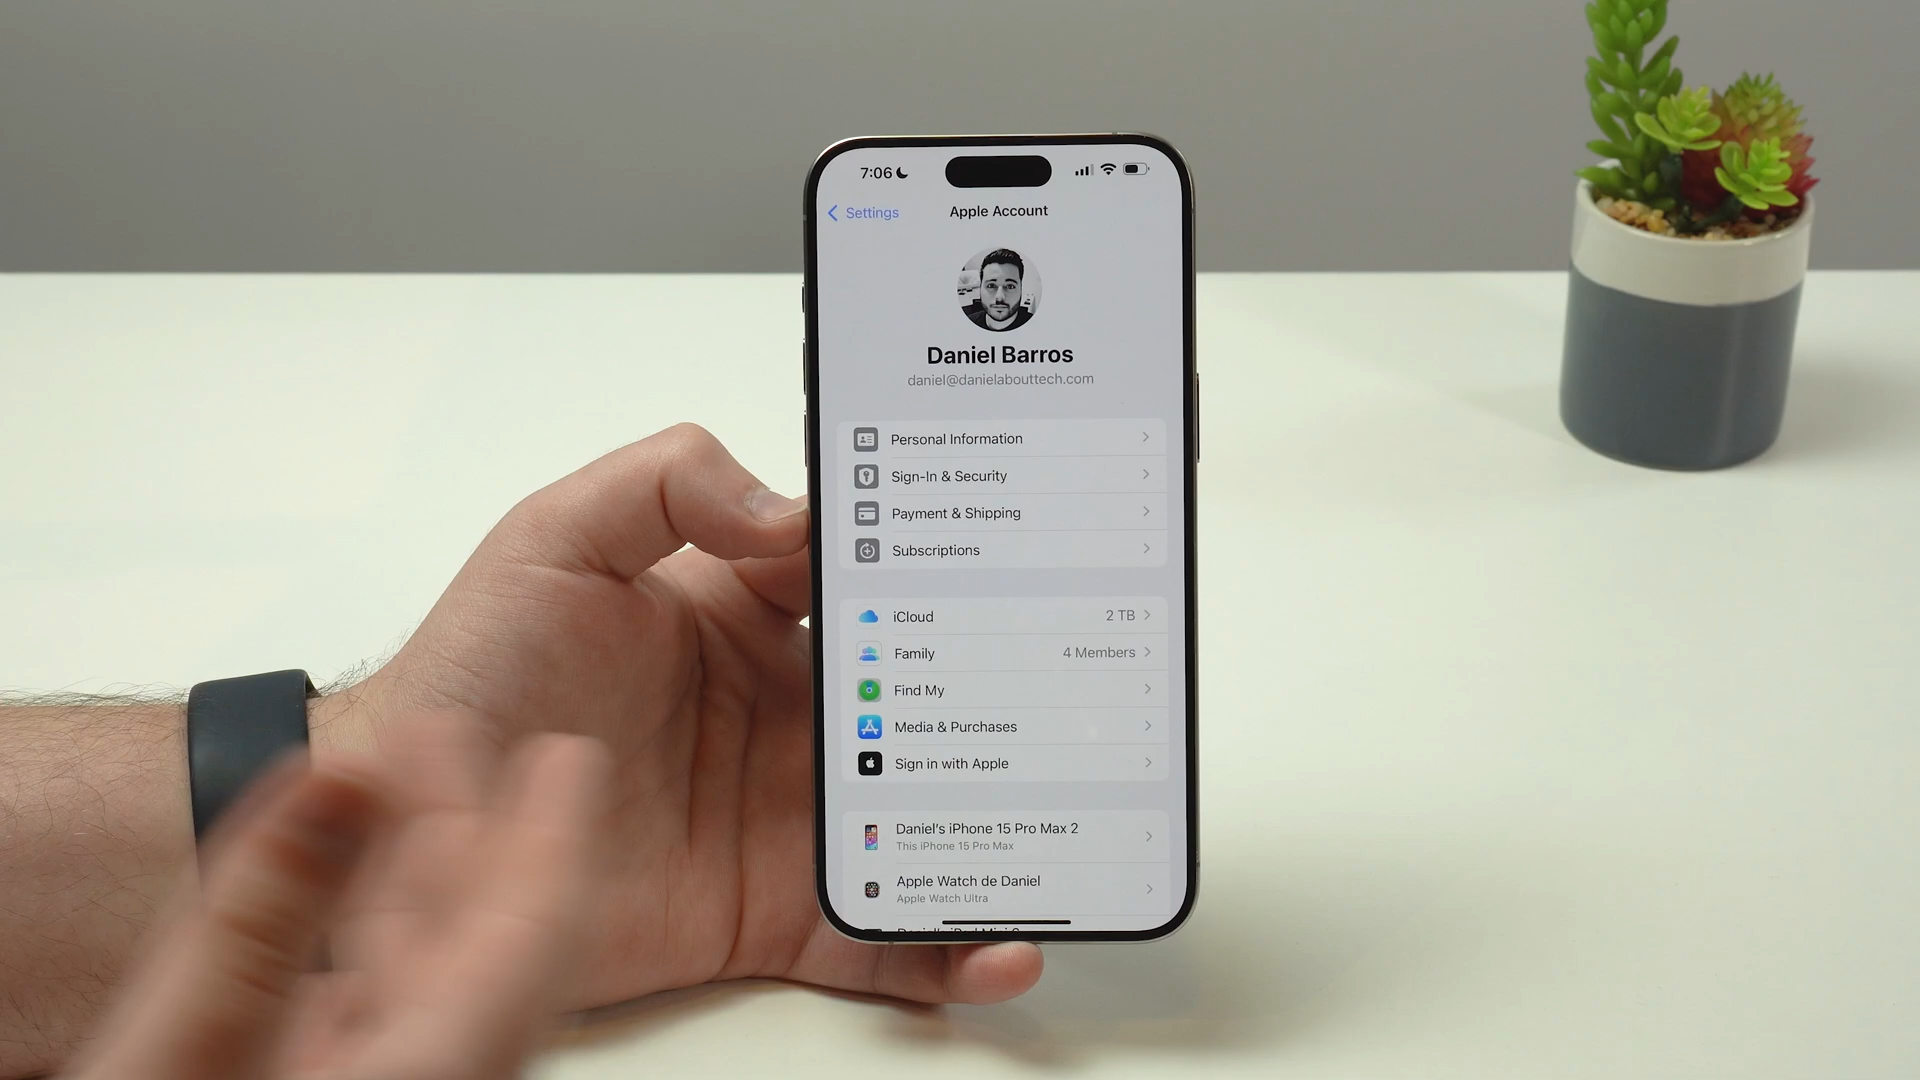 7:06
Settings
Apple Account
Daniel Barros
daniel@danielabouttech.com
Personal Information
Sign-In & Security
Payment & Shipping
Subscriptions
iCloud 2 TB
Family 4 Members
Find My
Media & Purchases
Sign in with Apple
Daniel's iPhone 15 Pro Max 2
This iPhone 15 Pro Max
Apple Watch de Daniel
Apple Watch Ultra